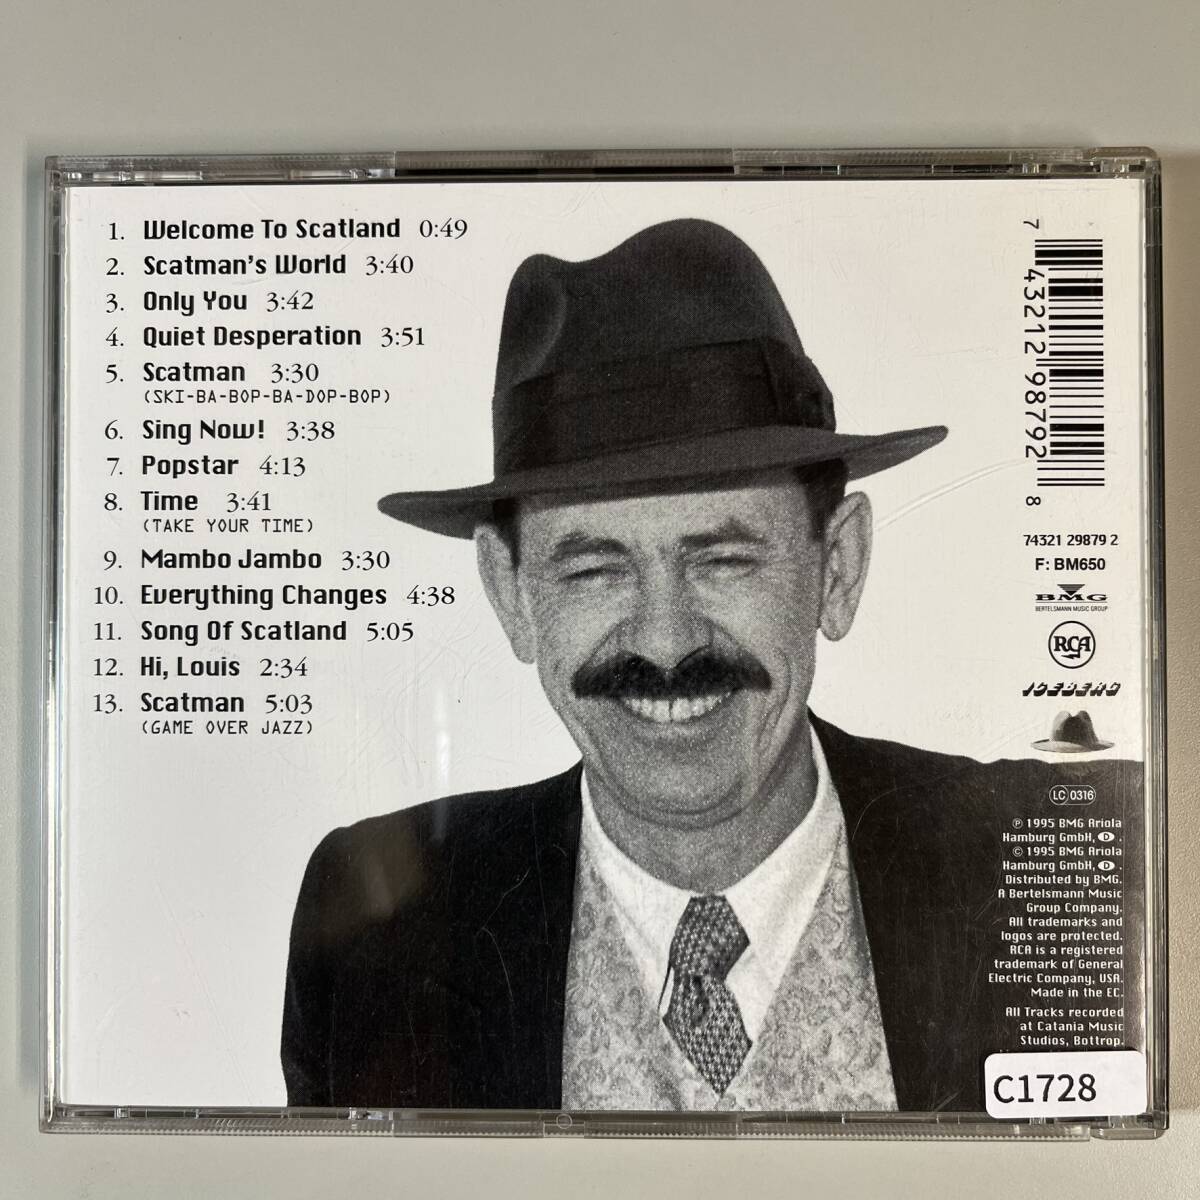 1. Welcome To Scatland 0:49
2. Scatman's World 3:40
3. Only You 3:42
4. Quiet Desperation 3:51
5. Scatman 3:30
(SKI-BA-BOP-BA-DOP-BOP)
6. Sing Now! 3:38
7. Popstar 4:13
8. Time 3:41
(TAKE YOUR TIME)
9. Mambo Jambo 3:30
10. Everything Changes 4:38
11. Song Of Scatland 5:05
12. Hi, Louis 2:34
13. Scatman 5:03
(GAME OVER JAZZ)
7 43212 98792 8
74321 29879 2
F: BM650
BMG
BERTELSMANN MUSIC GROUP
RCA
ICEBERG
LC 0316
℗ 1995 BMG Ariola
Hamburg GmbH, D .
© 1995 BMG Ariola
Hamburg GmbH, D .
Distributed by BMG.
A Bertelsmann Music
Group Company.
All trademarks and
logos are protected.
RCA is a registered
trademark of General
Electric Company, USA.
Made in the EC.
All Tracks recorded
at Catania Music
Studios, Bottrop.
C1728